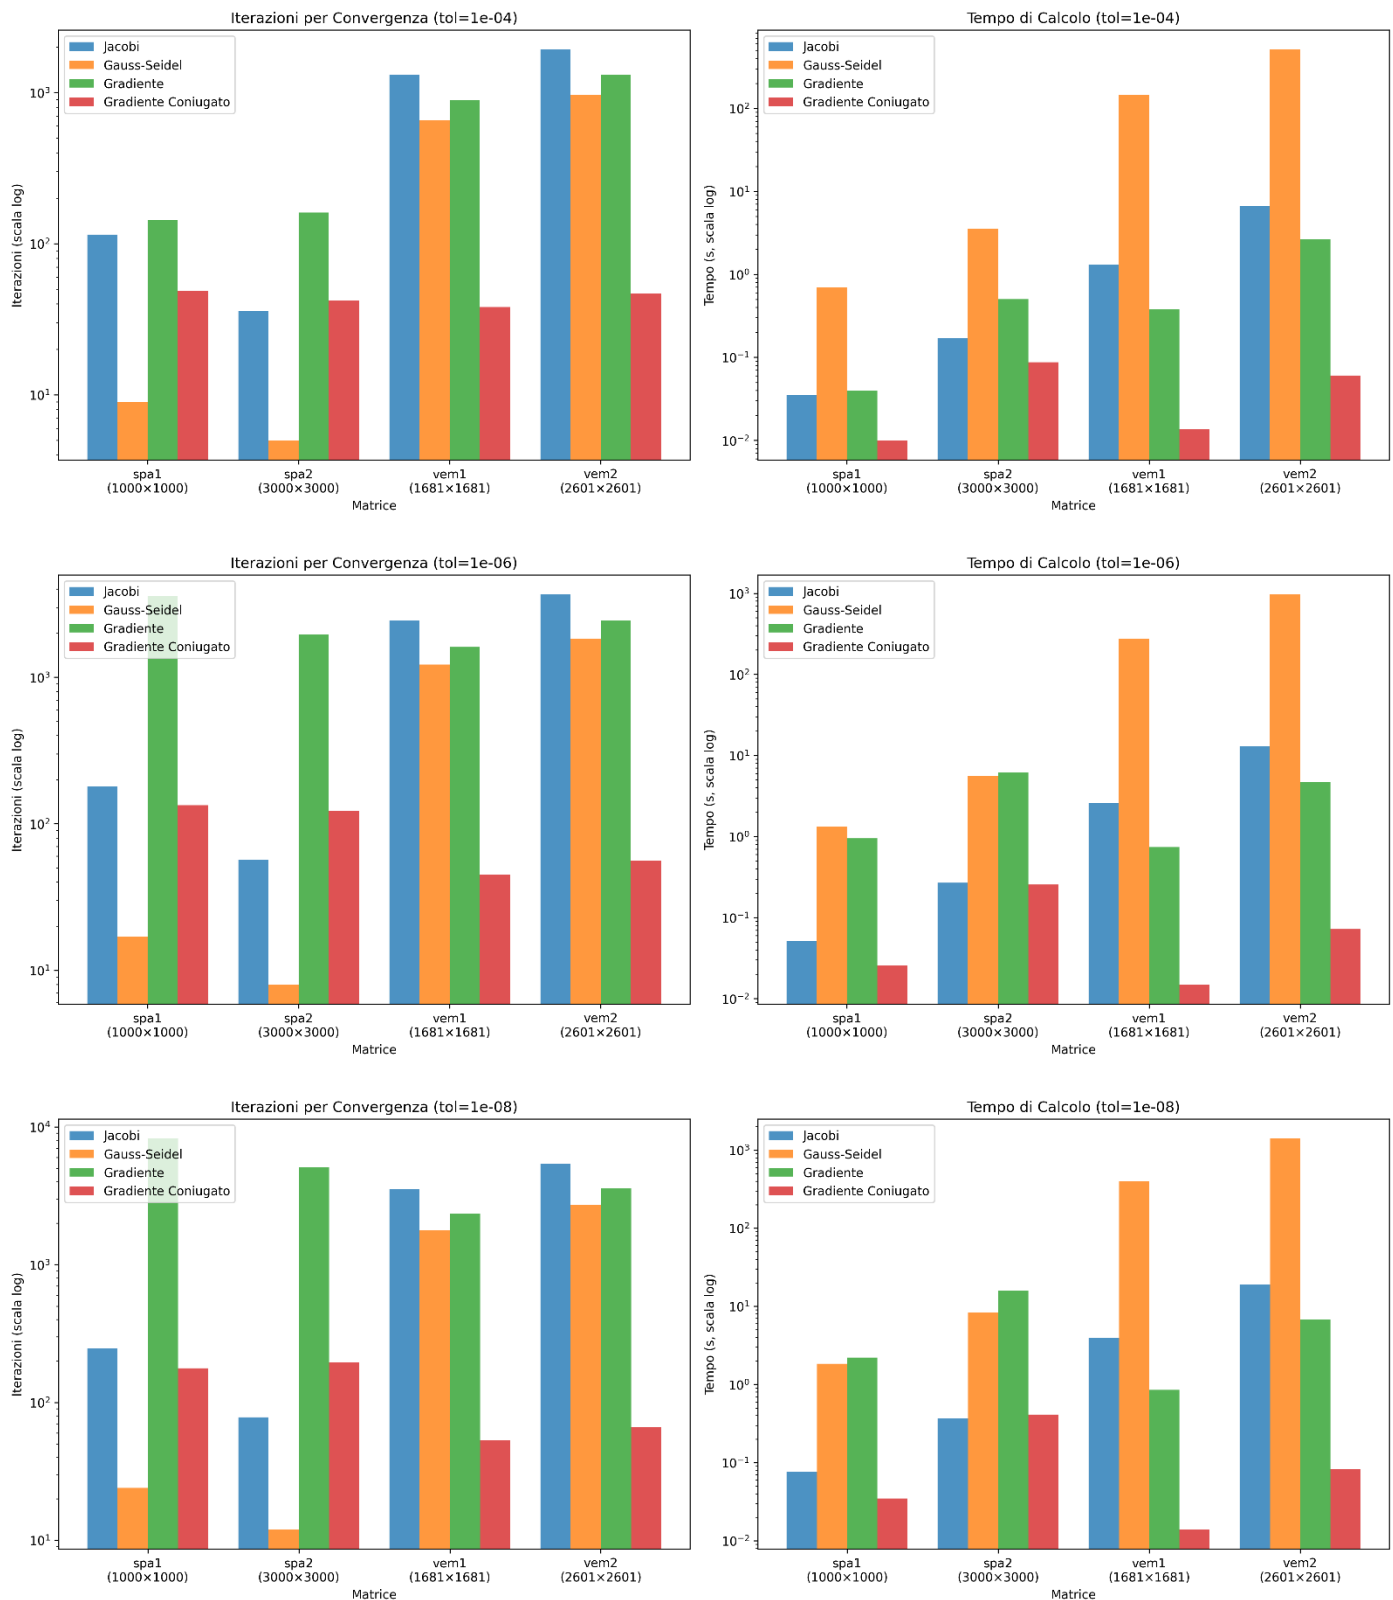 Iterazioni per Convergenza (tol=1e-04)
Jacobi
Gauss-Seidel
Gradiente
Gradiente Coniugato
Iterazioni (scala log)
10³
10²
10¹
spa1 spa2 vem1 vem2
(1000×1000) (3000×3000) (1681×1681) (2601×2601)
Matrice
Tempo di Calcolo (tol=1e-04)
Jacobi
Gauss-Seidel
Gradiente
Gradiente Coniugato
Tempo (s, scala log)
10²
10¹
10⁰
10⁻¹
10⁻²
spa1 spa2 vem1 vem2
(1000×1000) (3000×3000) (1681×1681) (2601×2601)
Matrice
Iterazioni per Convergenza (tol=1e-06)
Jacobi
Gauss-Seidel
Gradiente
Gradiente Coniugato
Iterazioni (scala log)
10³
10²
10¹
spa1 spa2 vem1 vem2
(1000×1000) (3000×3000) (1681×1681) (2601×2601)
Matrice
Tempo di Calcolo (tol=1e-06)
Jacobi
Gauss-Seidel
Gradiente
Gradiente Coniugato
Tempo (s, scala log)
10³
10²
10¹
10⁰
10⁻¹
10⁻²
spa1 spa2 vem1 vem2
(1000×1000) (3000×3000) (1681×1681) (2601×2601)
Matrice
Iterazioni per Convergenza (tol=1e-08)
Jacobi
Gauss-Seidel
Gradiente
Gradiente Coniugato
Iterazioni (scala log)
10⁴
10³
10²
10¹
spa1 spa2 vem1 vem2
(1000×1000) (3000×3000) (1681×1681) (2601×2601)
Matrice
Tempo di Calcolo (tol=1e-08)
Jacobi
Gauss-Seidel
Gradiente
Gradiente Coniugato
Tempo (s, scala log)
10³
10²
10¹
10⁰
10⁻¹
10⁻²
spa1 spa2 vem1 vem2
(1000×1000) (3000×3000) (1681×1681) (2601×2601)
Matrice